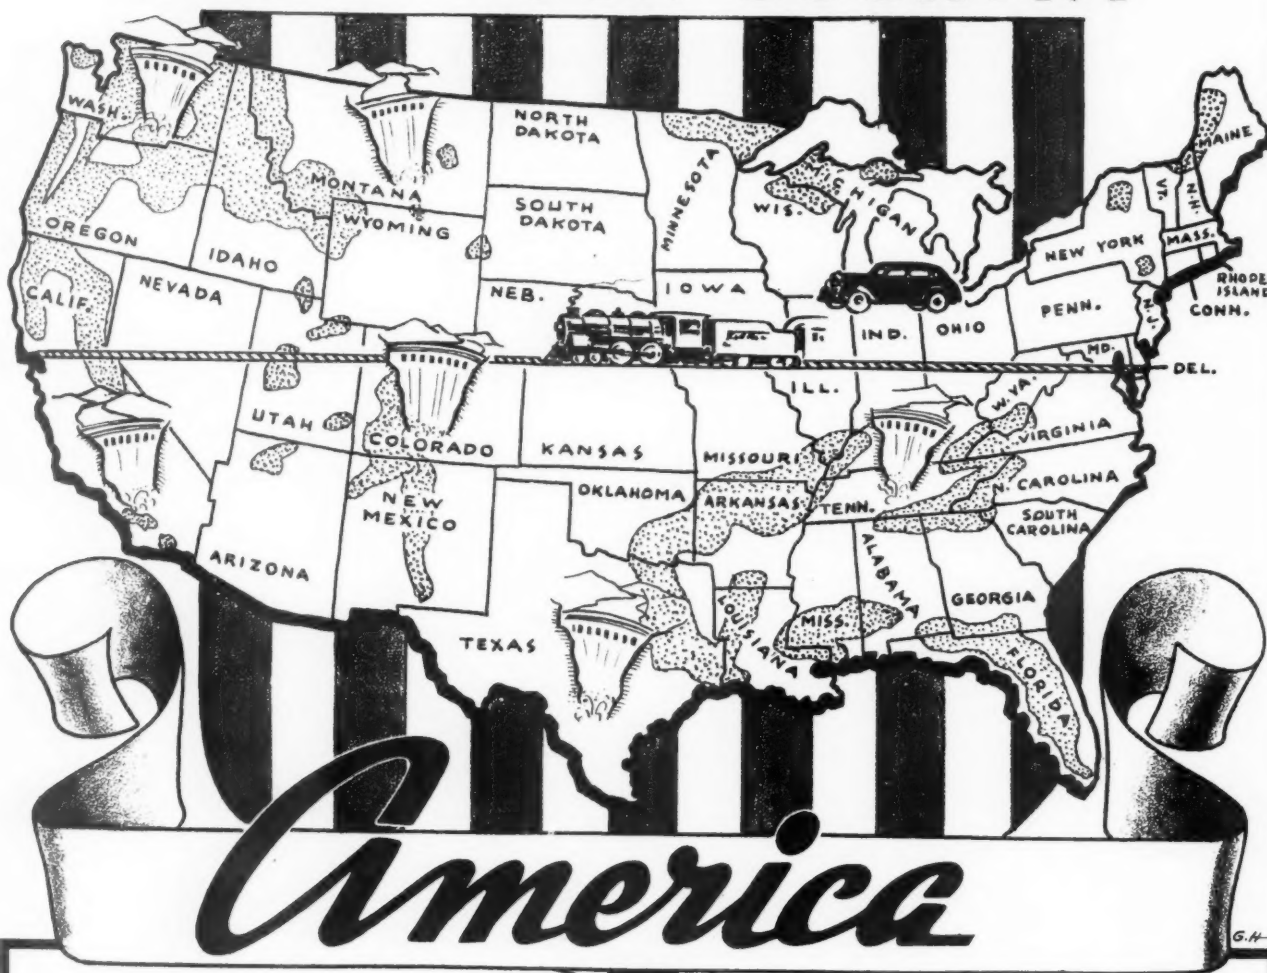 WASH.
MONTANA
NORTH
DAKOTA
MINNESOTA
WIS.
MICHIGAN
MAINE
VT.
N.H.
OREGON
IDAHO
WYOMING
SOUTH
DAKOTA
NEW YORK
MASS.
RHODE
ISLAND
CONN.
CALIF.
NEVADA
NEB.
IOWA
IND.
OHIO
PENN.
N.J.
MD.
DEL.
UTAH
COLORADO
KANSAS
MISSOURI
ILL.
W.VA.
VIRGINIA
ARIZONA
NEW
MEXICO
OKLAHOMA
ARKANSAS
TENN.
N. CAROLINA
SOUTH
CAROLINA
TEXAS
LOUISIANA
MISS.
ALABAMA
GEORGIA
FLORIDA
America
G.H